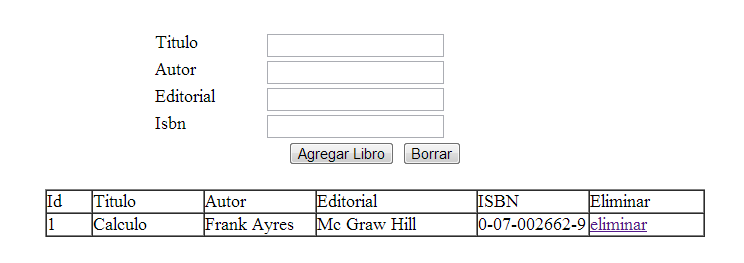 Titulo
Autor
Editorial
Isbn
Agregar Libro Borrar
Id Titulo Autor Editorial ISBN Eliminar
1 Calculo Frank Ayres Mc Graw Hill 0-07-002662-9 eliminar